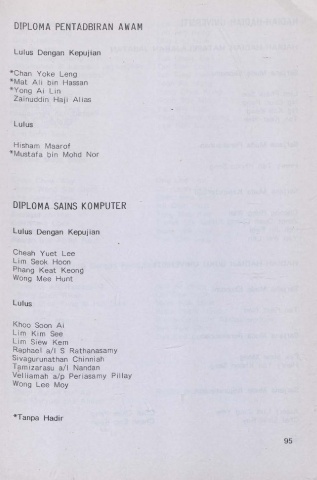 DIPLOMA PENTADBIRAN AWAM
Lulus Dengan Kepujian
*Chan Yoke Leng
*Mat Ali bin Hassan
*Yong Ai Lin
Zainuddin Haji Alias
Lulus
Hisham Maarof
*Mustafa bin Mohd Nor
DIPLOMA SAINS KOMPUTER
Lulus Dengan Kepujian
Cheah Yuet Lee
Lim Seok Hoon
Phang Keat Keong
Wong Mee Hunt
Lulus
Khoo Soon Ai
Lim Kim See
Lim Siew Kem
Raphael a/l S Rathanasamy
Sivagurunathan Chinniah
Tamizarasu a/l Nandan
Velliamah a/p Periasamy Pillay
Wong Lee Moy
*Tanpa Hadir
95